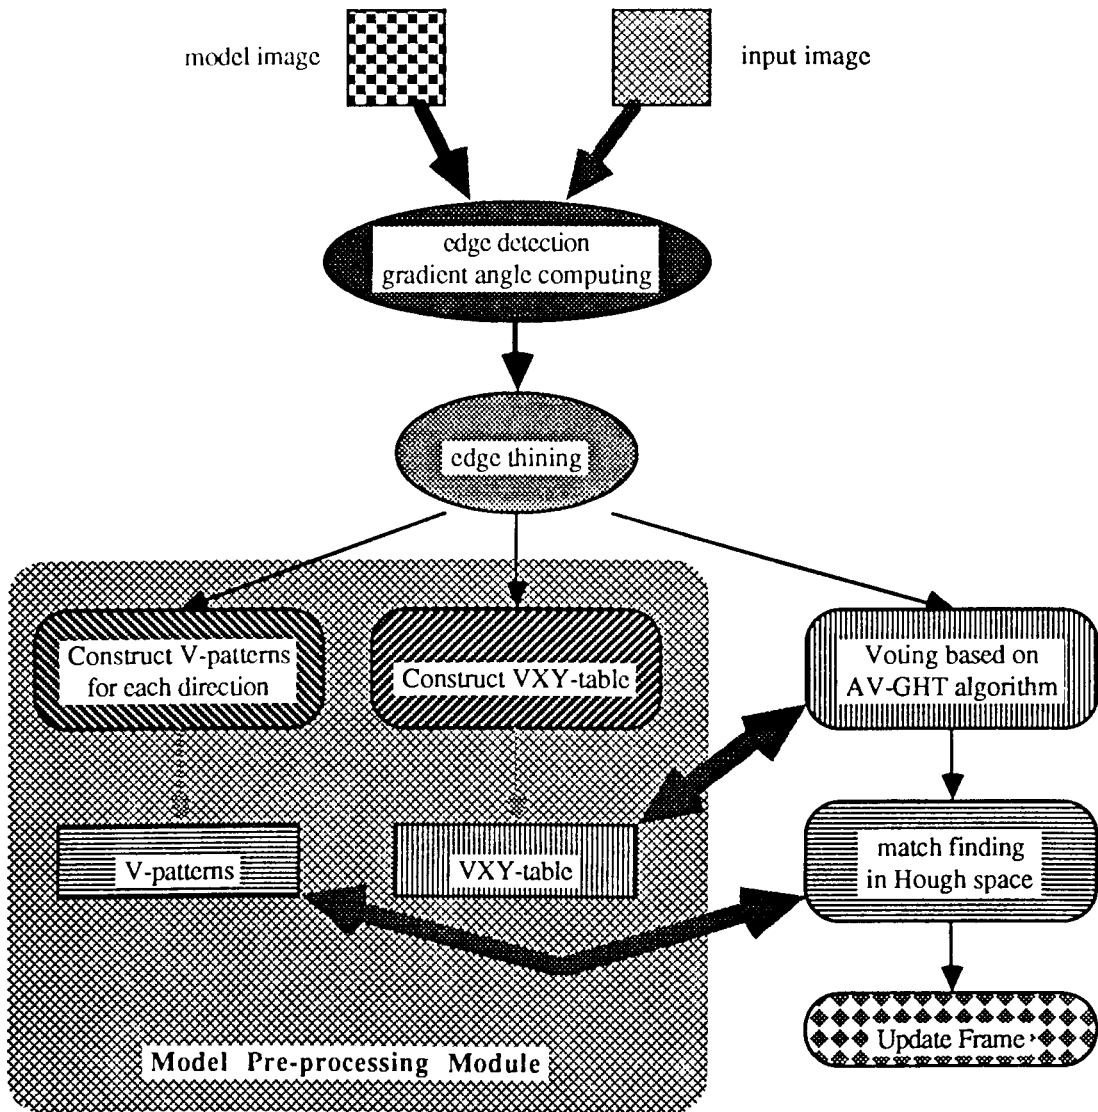 model image
input image
edge detection
gradient angle computing
edge thining
Construct V-patterns
for each direction
Construct VXY-table
Voting based on
AV-GHT algorithm
V-patterns
VXY-table
match finding
in Hough space
Update Frame
Model Pre-processing Module